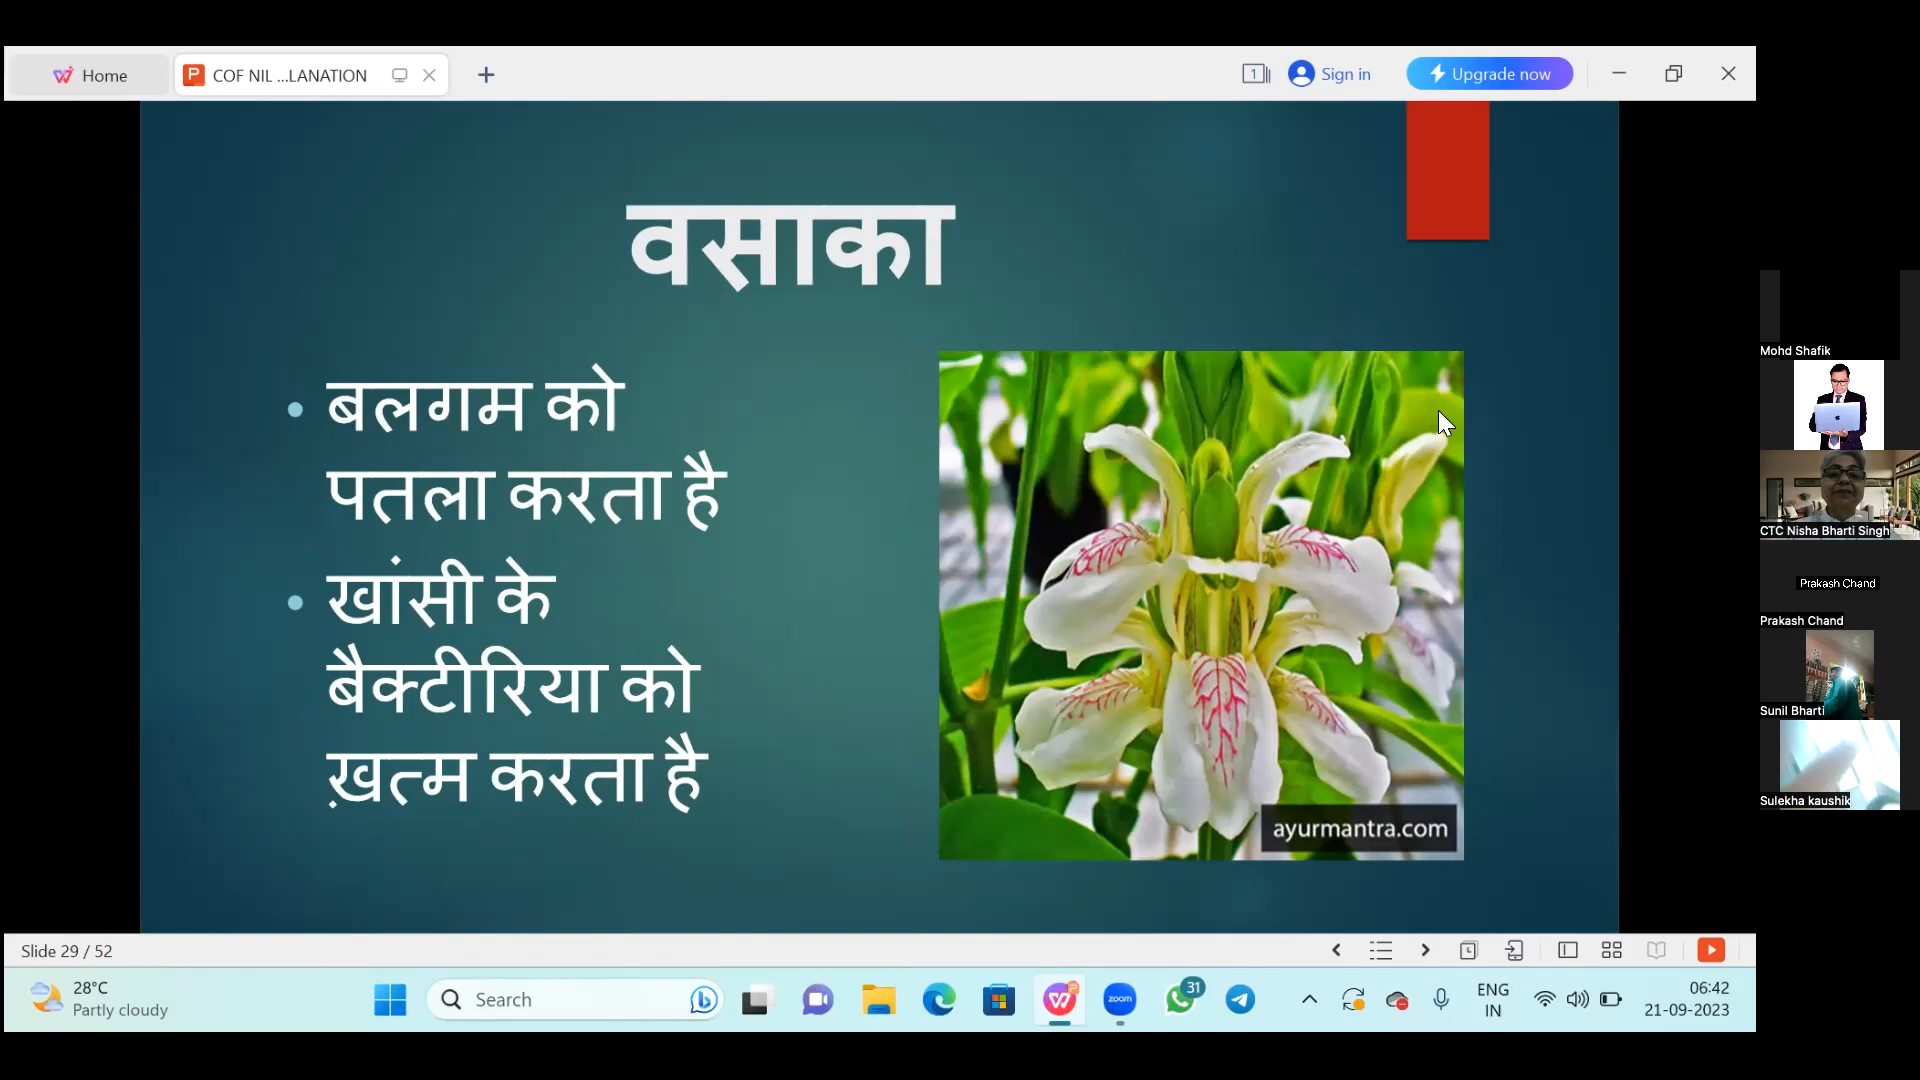 Home
COF NIL ...LANATION
1
Sign in
Upgrade now
वसाका
बलगम को
पतला करता है
खांसी के
बैक्टीरिया को
ख़त्म करता है
ayurmantra.com
Mohd Shafik
CTC Nisha Bharti Singh
Prakash Chand
Prakash Chand
Sunil Bharti
Sulekha kaushik
Slide 29 / 52
28°C
Partly cloudy
Search
zoom
31
ENG
IN
06:42
21-09-2023